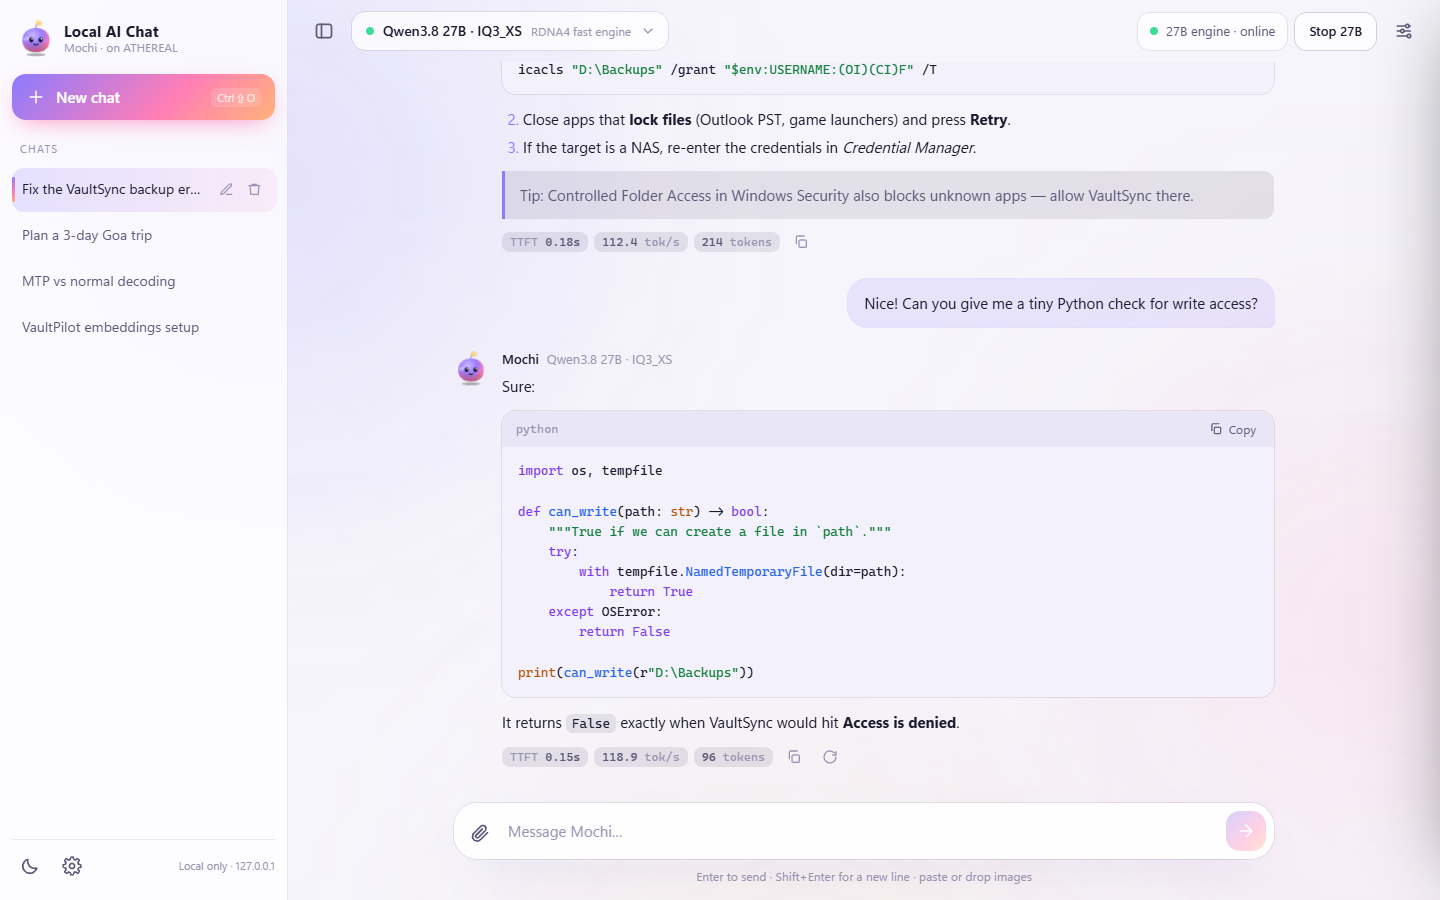 Local AI Chat
Mochi · on ATHEREAL
New chat
Ctrl⇧O
CHATS
Fix the VaultSync backup er...
Plan a 3-day Goa trip
MTP vs normal decoding
VaultPilot embeddings setup
Local only · 127.0.0.1
Qwen3.8 27B · IQ3_XS RDNA4 fast engine
27B engine · online
Stop 27B
icacls "D:\Backups" /grant "$env:USERNAME:(OI)(CI)F" /T
2. Close apps that lock files (Outlook PST, game launchers) and press Retry.
3. If the target is a NAS, re-enter the credentials in Credential Manager.
Tip: Controlled Folder Access in Windows Security also blocks unknown apps — allow VaultSync there.
TTFT 0.18s 112.4 tok/s 214 tokens
Nice! Can you give me a tiny Python check for write access?
Mochi Qwen3.8 27B · IQ3_XS
Sure:
python
Copy
import os, tempfile
def can_write(path: str) -> bool:
"""True if we can create a file in `path`."""
try:
with tempfile.NamedTemporaryFile(dir=path):
return True
except OSError:
return False
print(can_write(r"D:\Backups"))
It returns False exactly when VaultSync would hit Access is denied.
TTFT 0.15s 118.9 tok/s 96 tokens
Message Mochi...
Enter to send · Shift+Enter for a new line · paste or drop images